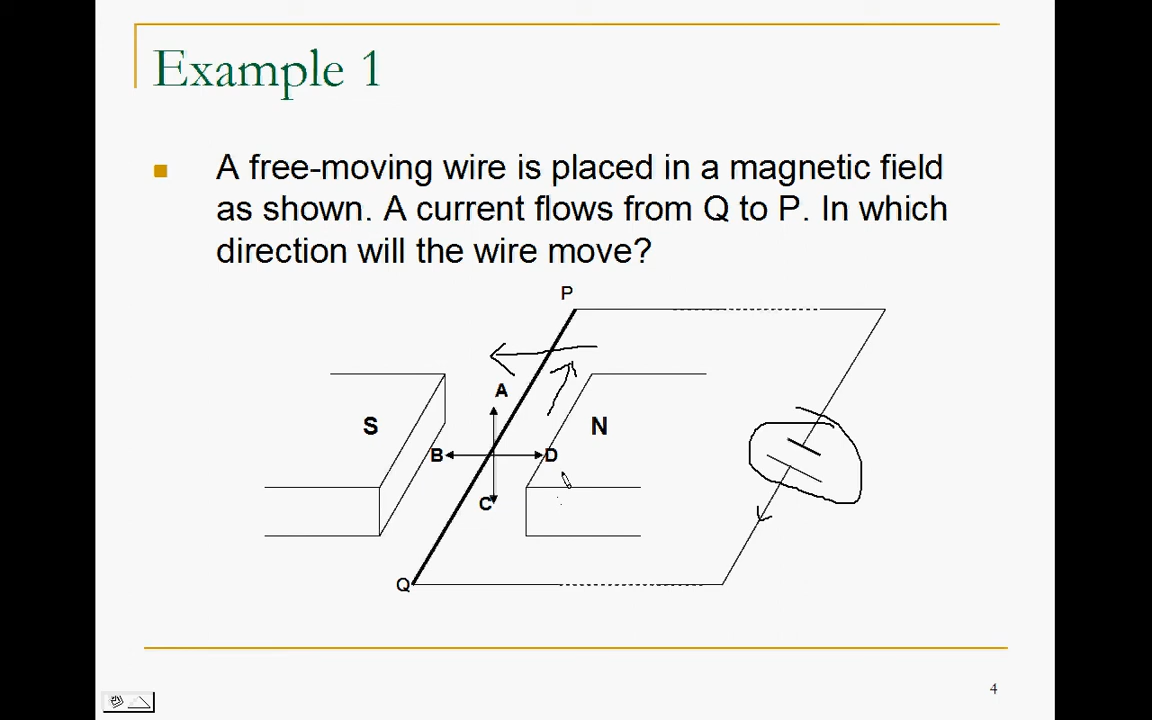 Example 1
A free-moving wire is placed in a magnetic field
as shown. A current flows from Q to P. In which
direction will the wire move?
P
A
S
N
B
D
C
Q
4